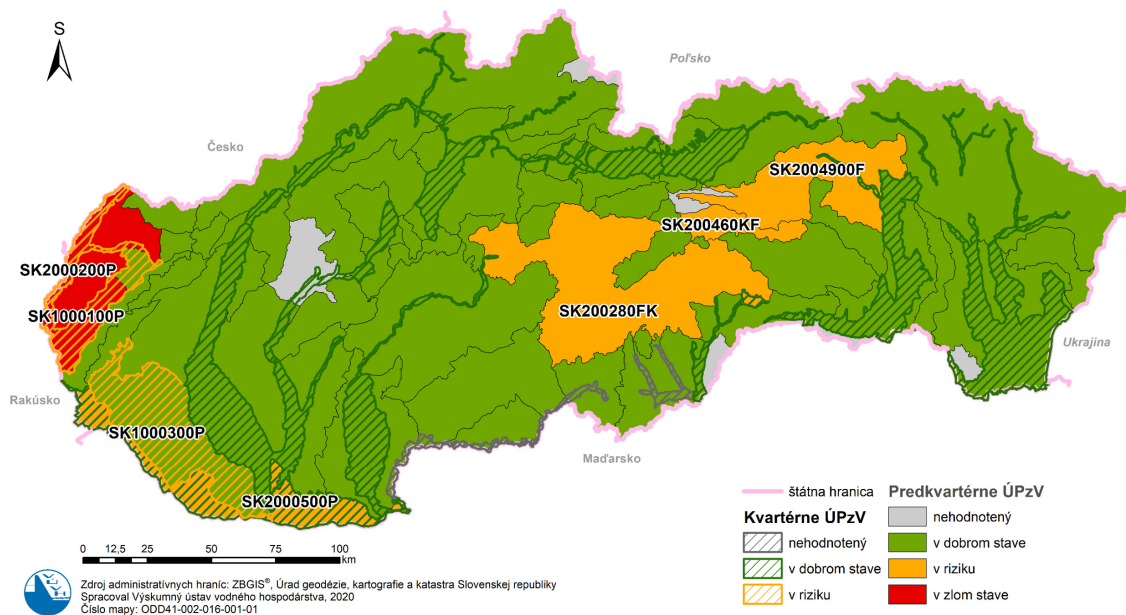 S
Poľsko
Česko
SK2004900F
SK200460KF
SK2000200P
SK1000100P
SK200280FK
Ukrajina
Rakúsko
SK1000300P
Maďarsko
SK2000500P
štátna hranica
Predkvartérne ÚPzV
Kvartérne ÚPzV
nehodnotený
nehodnotený
v dobrom stave
v dobrom stave
v riziku
v riziku
v zlom stave
0 12,5 25 50 75 100
km
Zdroj administratívnych hraníc: ZBGIS®, Úrad geodézie, kartografie a katastra Slovenskej republiky
Spracoval Výskumný ústav vodného hospodárstva, 2020
Číslo mapy: ODD41-002-016-001-01